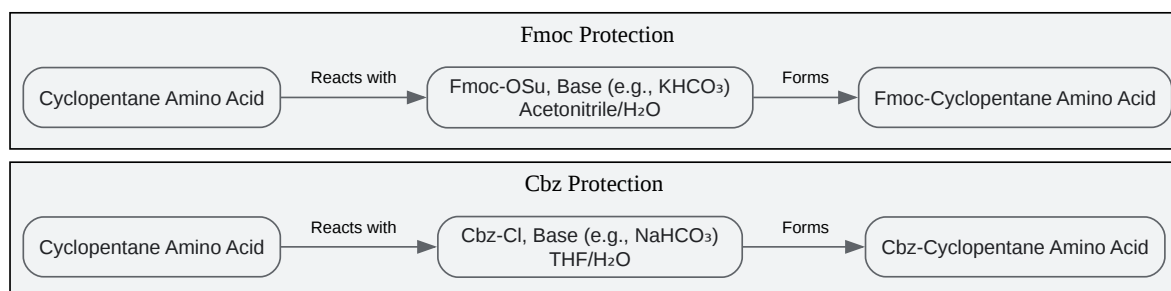 Fmoc Protection
Cyclopentane Amino Acid
Reacts with
Fmoc-OSu, Base (e.g., KHCO₃)
Acetonitrile/H₂O
Forms
Fmoc-Cyclopentane Amino Acid
Cbz Protection
Cyclopentane Amino Acid
Reacts with
Cbz-Cl, Base (e.g., NaHCO₃)
THF/H₂O
Forms
Cbz-Cyclopentane Amino Acid